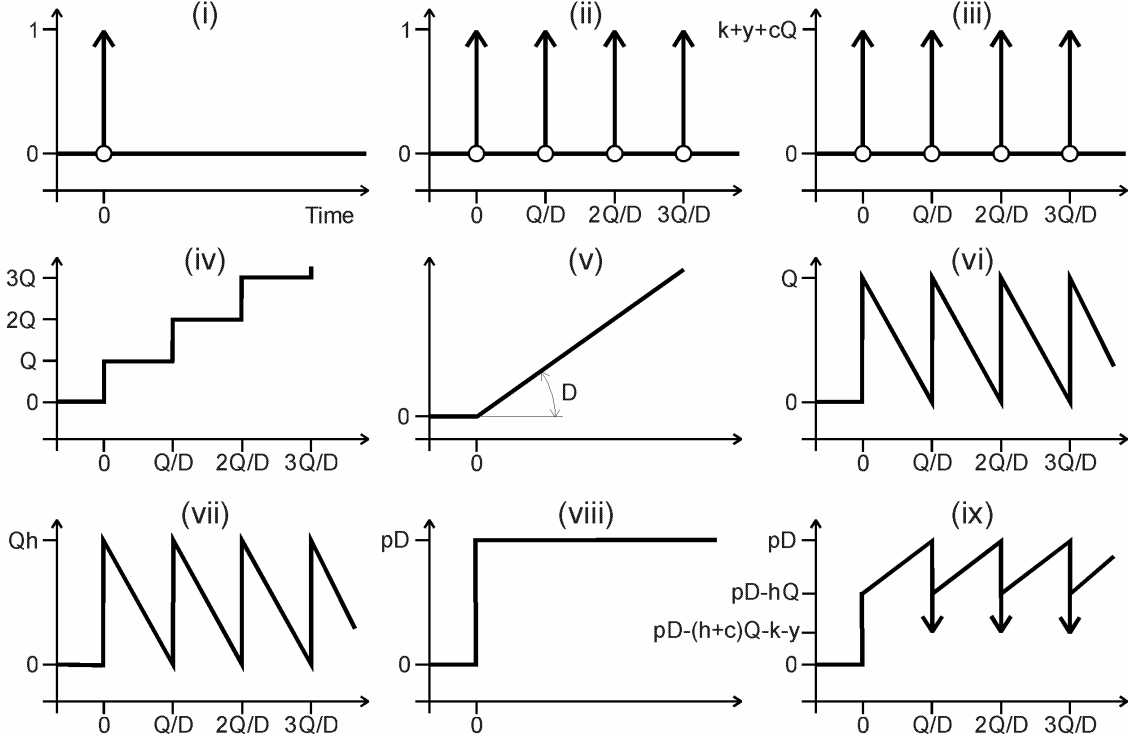 (i)
1
0
0
Time
(ii)
1
0
0 Q/D 2Q/D 3Q/D
(iii)
k+y+cQ
0
0 Q/D 2Q/D 3Q/D
(iv)
3Q
2Q
Q
0
0 Q/D 2Q/D 3Q/D
(v)
D
0
0
(vi)
Q
0
0 Q/D 2Q/D 3Q/D
(vii)
Qh
0
0 Q/D 2Q/D 3Q/D
(viii)
pD
0
0
(ix)
pD
pD-hQ
pD-(h+c)Q-k-y
0
0 Q/D 2Q/D 3Q/D